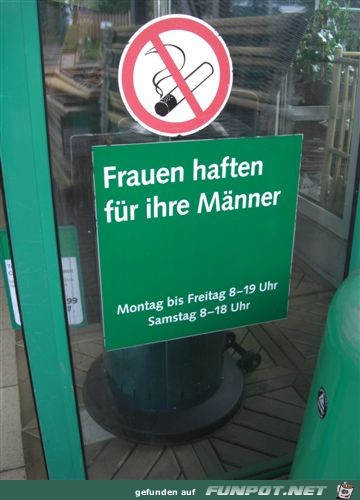 Frauen haften
für ihre Männer
Montag bis Freitag 8–19 Uhr
Samstag 8–18 Uhr
gefunden auf FUNPOT.NET